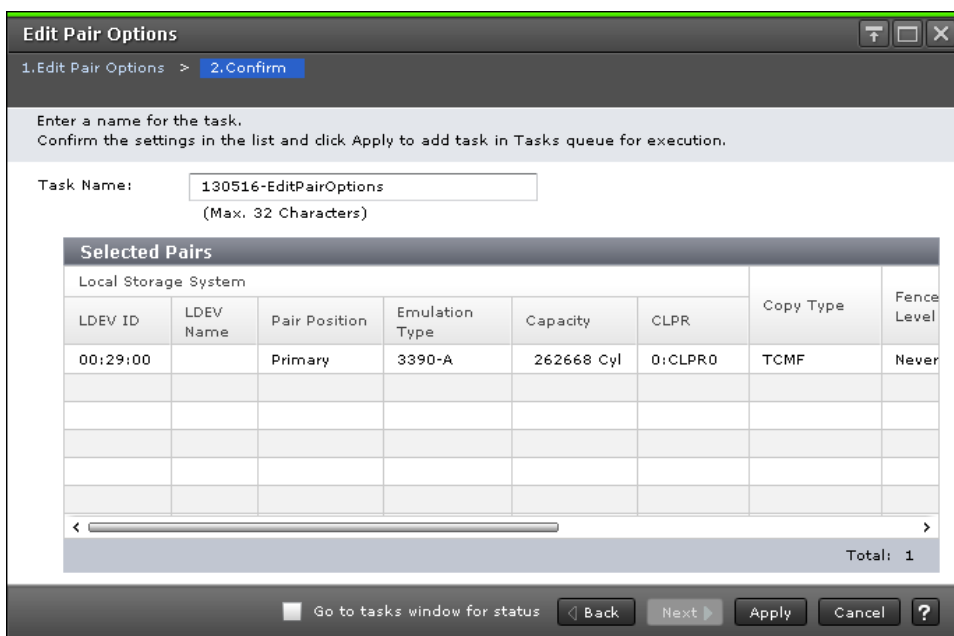 Edit Pair Options
1.Edit Pair Options > 2.Confirm
Enter a name for the task.
Confirm the settings in the list and click Apply to add task in Tasks queue for execution.
Task Name: 130516-EditPairOptions
(Max. 32 Characters)
Selected Pairs
Local Storage System Copy Type Fence Level
LDEV ID LDEV Name Pair Position Emulation Type Capacity CLPR
00:29:00 Primary 3390-A 262668 Cyl 0:CLPR0 TCMF Never
Total: 1
Go to tasks window for status Back Next Apply Cancel ?